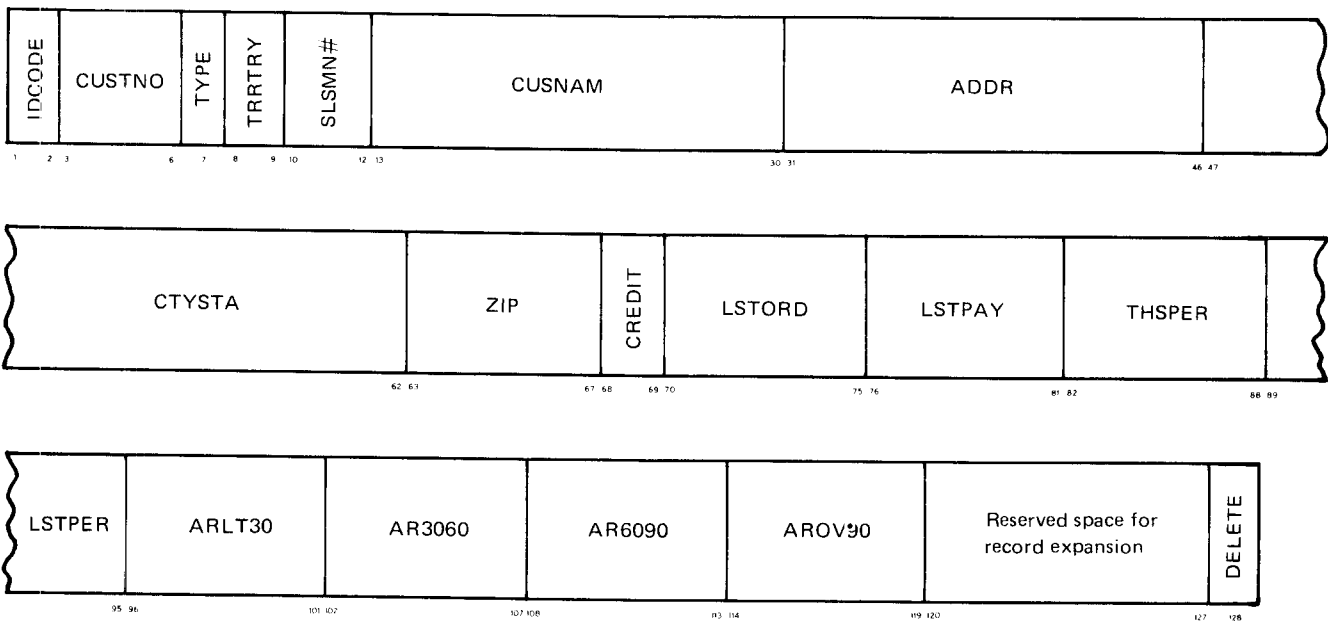 IDCODE CUSTNO TYPE TRRTRY SLSMN# CUSNAM ADDR
1 2 3 6 7 8 9 10 12 13 30 31 46 47
CTYSTA ZIP CREDIT LSTORD LSTPAY THSPER
62 63 67 68 69 70 75 76 81 82 88 89
LSTPER ARLT30 AR3060 AR6090 AROV90 Reserved space for
record expansion
DELETE
95 96 101 102 107 108 113 114 119 120 127 128